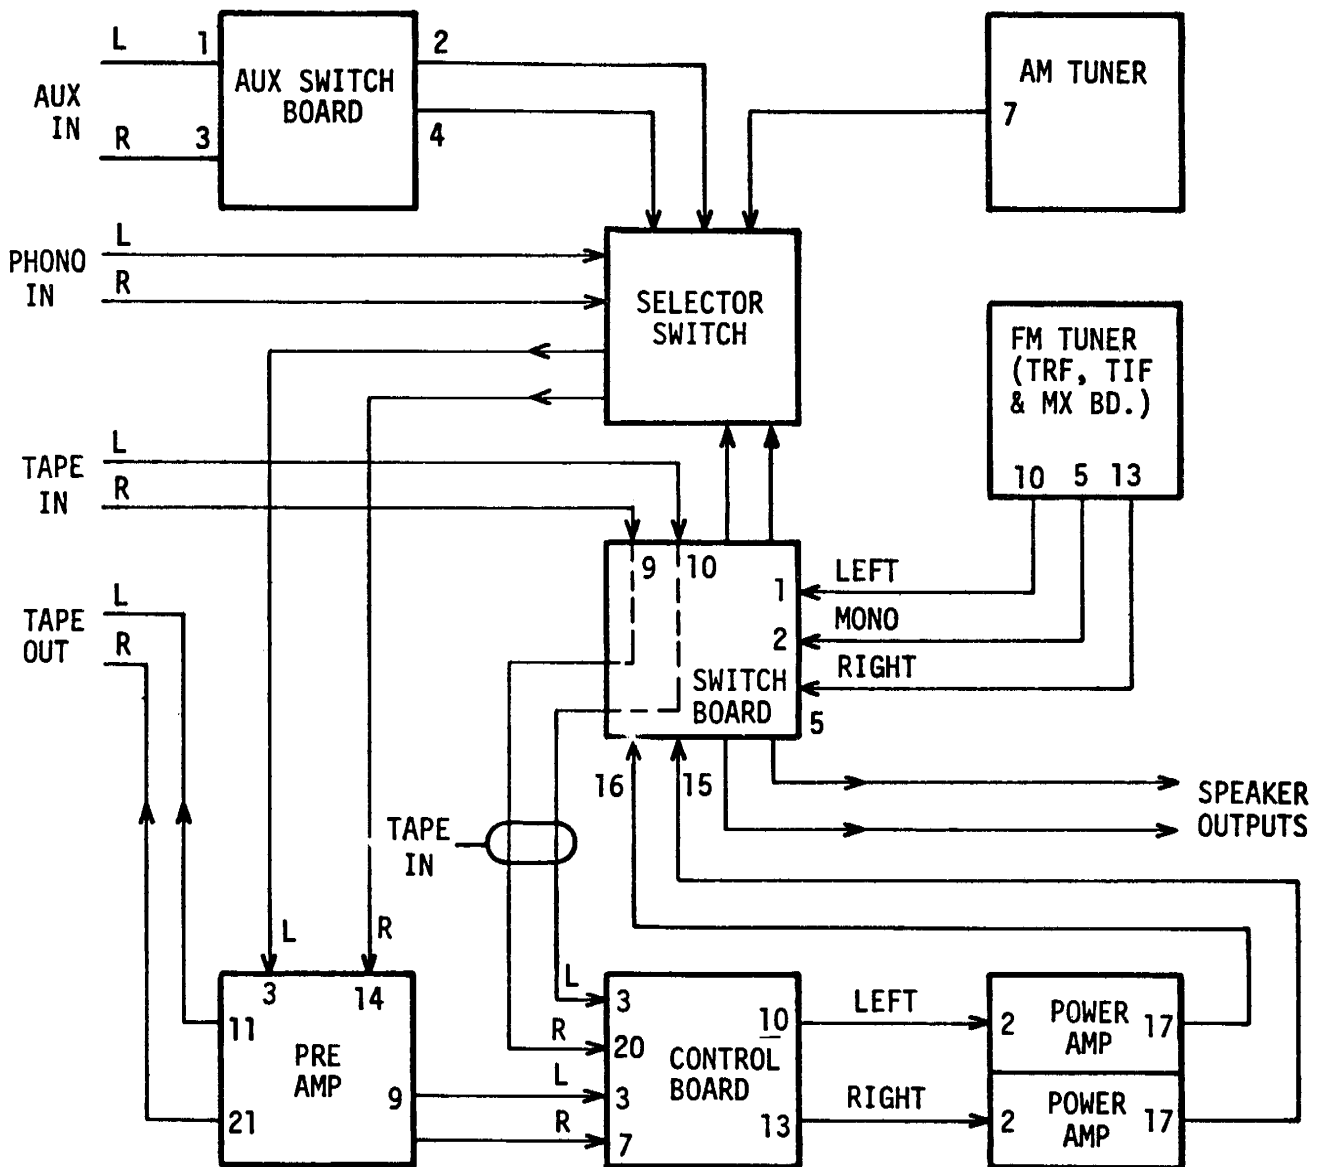 L 1 2
AUX IN
AUX SWITCH
BOARD
R 3 4
AM TUNER
7
PHONO
IN
L
R
SELECTOR
SWITCH
FM TUNER
(TRF, TIF
& MX BD.)
10 5 13
TAPE
IN
L
R
9 10
1 LEFT
2 MONO
RIGHT
5
SWITCH
BOARD
TAPE
OUT
L
R
16 15
SPEAKER
OUTPUTS
TAPE
IN
L R
3 14
11
PRE
AMP
9
21
L 3
R 20
L 3
R 7
CONTROL
BOARD
10 LEFT
13 RIGHT
2 POWER 17
AMP
2 POWER 17
AMP